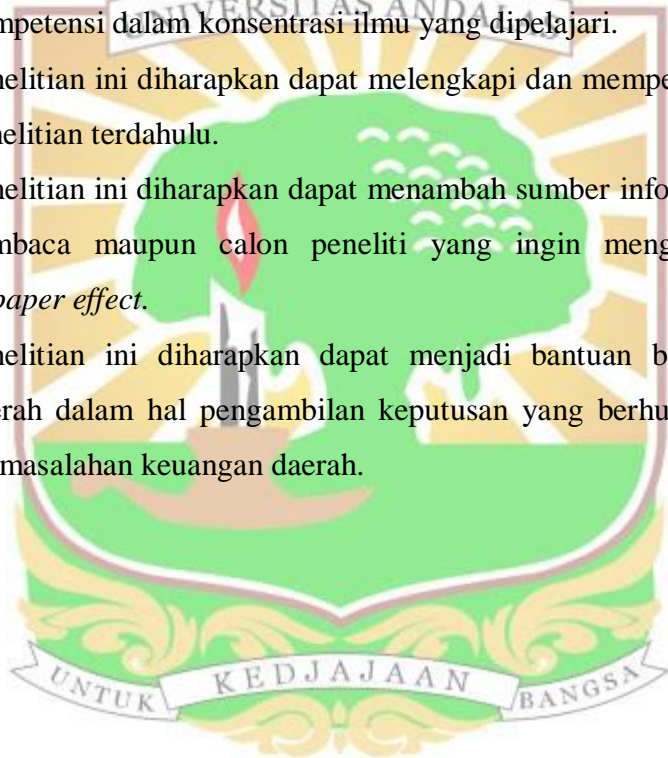 mpetensi dalam konsentrasi ilmu yang dipelajari.
UNIVERSITAS ANDALAS
nelitian ini diharapkan dapat melengkapi dan mempe
nelitian terdahulu.
nelitian ini diharapkan dapat menambah sumber info
mbaca maupun calon peneliti yang ingin meng
paper effect.
nelitian ini diharapkan dapat menjadi bantuan b
erah dalam hal pengambilan keputusan yang berhu
masalahan keuangan daerah.
UNTUK KEDJAJAAN BANGSA